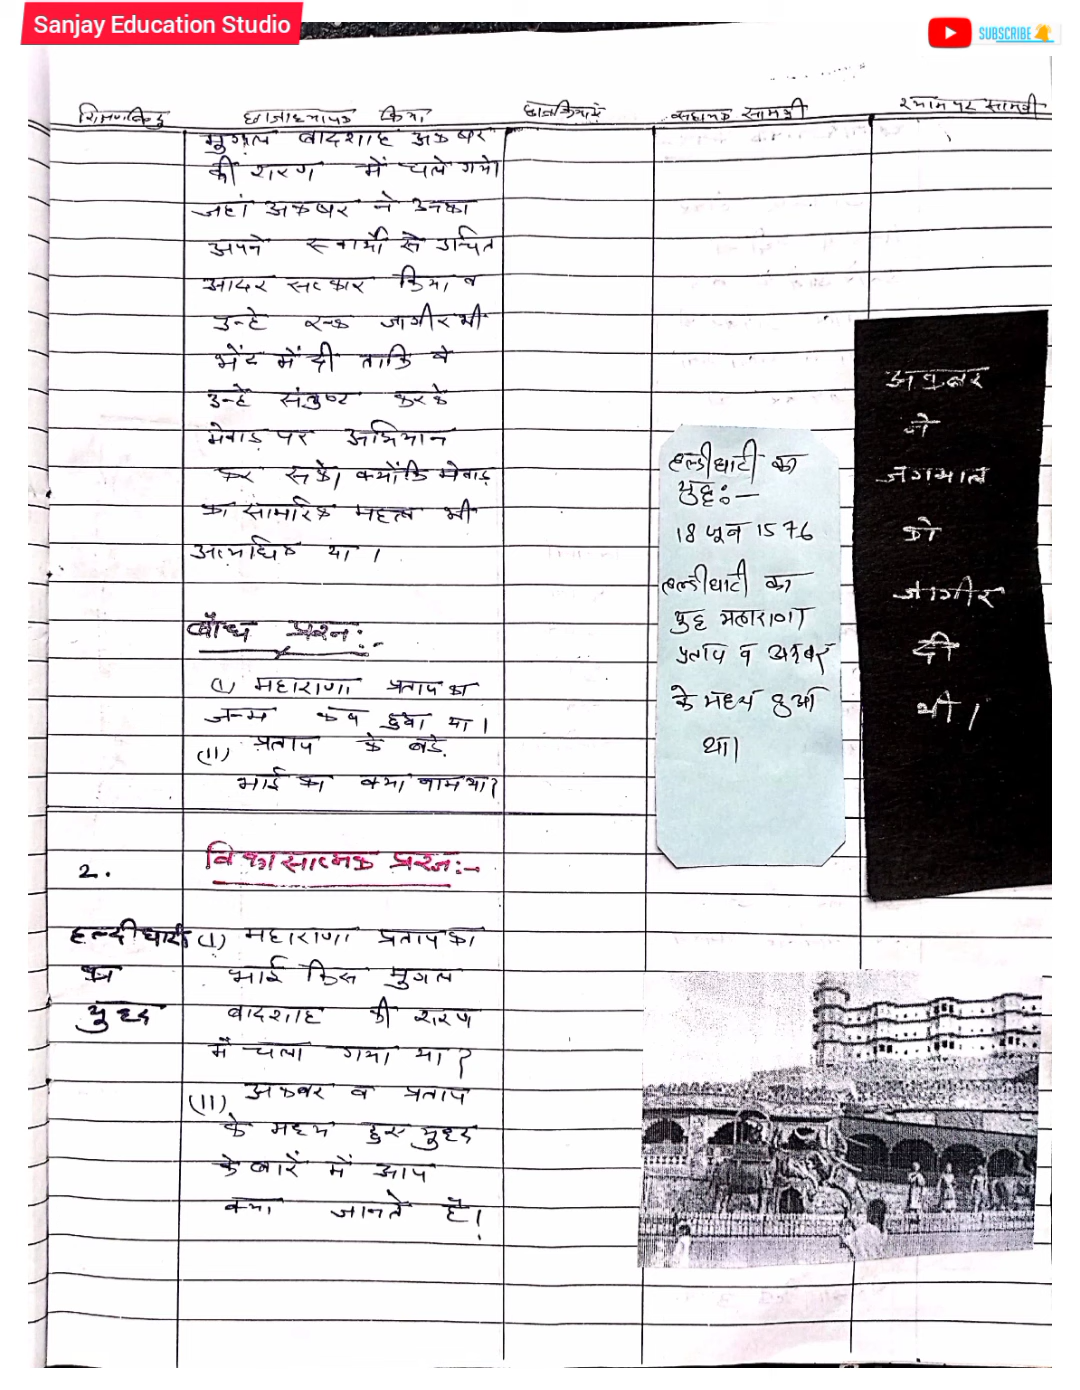 Sanjay Education Studio
SUBSCRIBE
शिक्षणबिन्दु छात्राध्यापक क्रिया छात्रक्रियायें सहायक सामग्री श्यामपट सामग्री
मुगल बादशाह अकबर
की शरण में चले गये।
जहां अकबर ने उनका
अपने स्वार्थी से उचित
आदर सत्कार किया, व
उन्हे एक जागीर भी
भेंट में दी ताकि वे
उन्हें संतुष्ट करके
मेवाड़ पर अभियान
कर सके। क्योंकि मेवाड़
का सामरिक महत्व भी
अत्यधिक था।
बोध प्रश्न:-
(I) महाराणा प्रताप का
जन्म कब हुवा था।
(II) प्रताप के बडे
भाई का क्या नाम था?
2.
विकासात्मक प्रश्न:-
हल्दीघाटी
का
युद्द
(I) महाराणा प्रताप का
भाई किस मुगल
बादशाह की शरण
में चला गया था?
(II) अकबर व प्रताप
के मध्य हुए युद्द
के बारें में आप
क्या जानते है।
हल्दीघाटी का
युद्ध:-
18 जून 1576
हल्दीघाटी का
युद्ध महाराणा
प्रताप व अकबर
के मध्य हुआ
था।
अकबर
ने
जगमाल
को
जागीर
दी
थी।